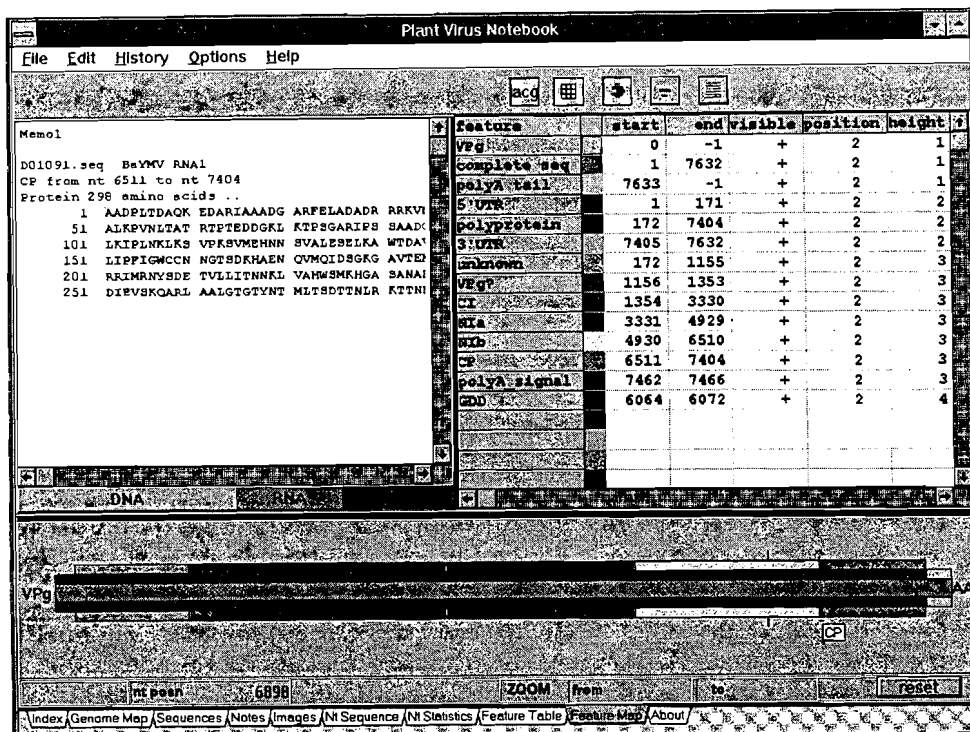 Plant Virus Notebook
File Edit History Options Help
acg
Memo1
D01091.seq BaYMV RNA1
CP from nt 6511 to nt 7404
Protein 298 amino acids ..
1 AADPLTDAQK EDARIAAADG ARFELADADR RRKV
51 ALKPVNLTAT RTPTEDDGKL KTPSGARIPS SAAD
101 LKIPLNKLKS VPKSVMEHNN SVALESELKA WTDA
151 LIPFIGWCCN NGTSDKHAEN QVMQIDSGKG AVTE
201 RRIMRNYSDE TVLLITNNKL VAHWSMKHGA SANA
251 DIEVSKQARL AALGTGTYNT MLTSDTTNLR KTTN
feature start end visible position height
VPg 0 -1 + 2 1
complete seq 1 7632 + 2 1
polyA tail 7633 -1 + 2 1
5'UTR 1 171 + 2 2
polyprotein 172 7404 + 2 2
3'UTR 7405 7632 + 2 2
unknown 172 1155 + 2 3
VPg? 1156 1353 + 2 3
CI 1354 3330 + 2 3
NIa 3331 4929 + 2 3
NIb 4930 6510 + 2 3
CP 6511 7404 + 2 3
polyA signal 7462 7466 + 2 3
GDD 6064 6072 + 2 4
DNA RNA
VPg
CP
nt posn 6898 ZOOM from to reset
Index Genome Map Sequences Notes Images Nt Sequence Nt Statistics Feature Table Feature Map About